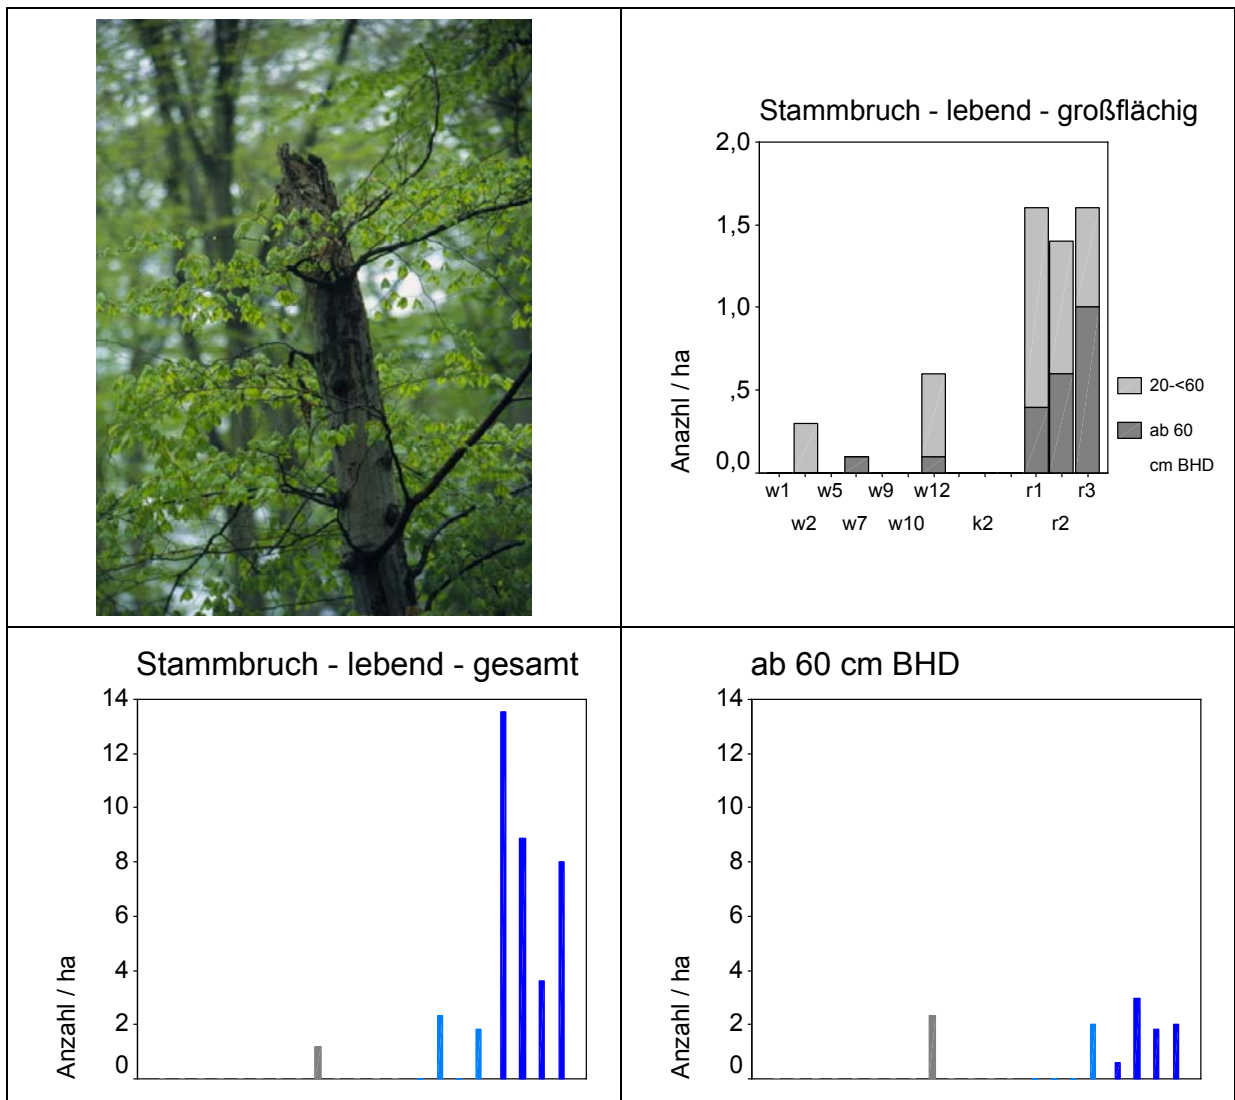 Stammbruch - lebend - großflächig
2,0
1,5
1,0
,5
0,0
Anazhl / ha
20-<60
ab 60
cm BHD
w1 w5 w9 w12 r1 r3
w2 w7 w10 k2 r2
Stammbruch - lebend - gesamt
14
12
10
8
6
4
2
0
Anzahl / ha
ab 60 cm BHD
14
12
10
8
6
4
2
0
Anzahl / ha